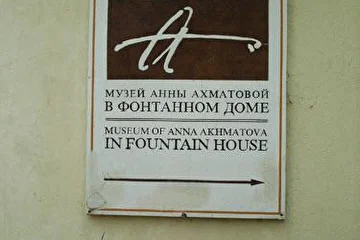 МУЗЕЙ АННЫ АХМАТОВОЙ
В ФОНТАННОМ ДОМЕ
MUSEUM OF ANNA AKHMATOVA
IN FOUNTAIN HOUSE